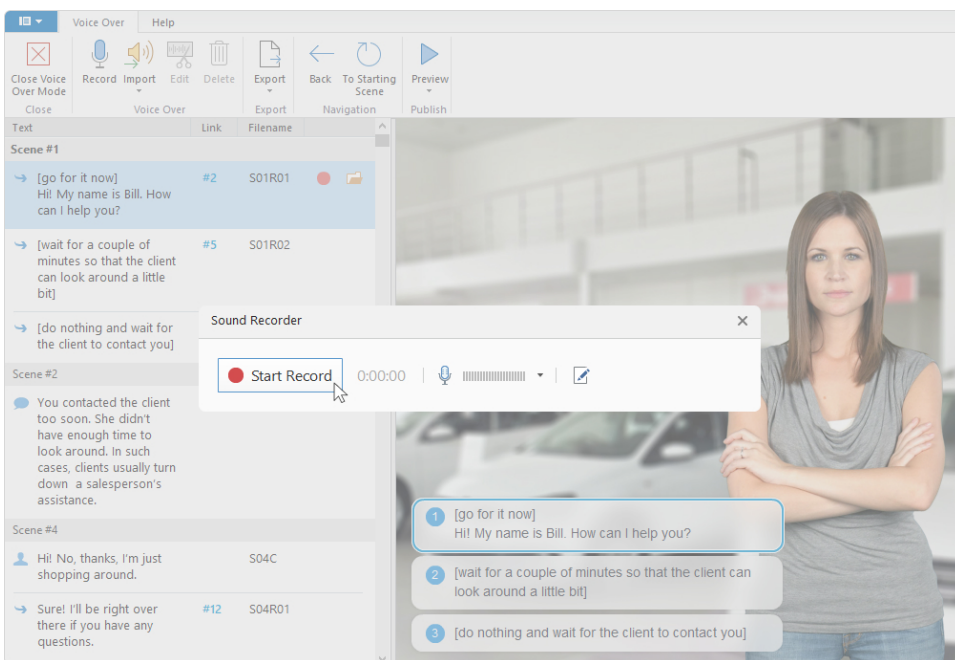 Voice Over Help
Close Voice
Over Mode
Record
Import
Edit
Delete
Export
Back
To Starting
Scene
Preview
Close
Voice Over
Export
Navigation
Publish
Text Link Filename
Scene #1
[go for it now] #2 S01R01
Hi! My name is Bill. How
can I help you?
[wait for a couple of #5 S01R02
minutes so that the client
can look around a little
bit]
[do nothing and wait for
the client to contact you]
Scene #2
You contacted the client
too soon. She didn't
have enough time to
look around. In such
cases, clients usually turn
down a salesperson's
assistance.
Scene #4
Hi! No, thanks, I'm just S04C
shopping around.
Sure! I'll be right over #12 S04R01
there if you have any
questions.
Sound Recorder
Start Record 0:00:00
1 [go for it now]
Hi! My name is Bill. How can I help you?
2 [wait for a couple of minutes so that the client can
look around a little bit]
3 [do nothing and wait for the client to contact you]